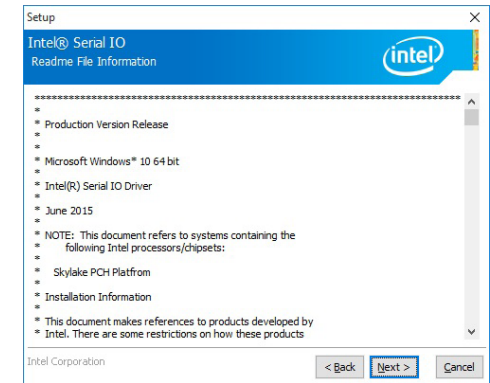 Setup
Intel® Serial IO
Readme File Information
intel
*******************************************************************************
*
* Production Version Release
*
*
* Microsoft Windows* 10 64 bit
*
* Intel(R) Serial IO Driver
*
* June 2015
*
* NOTE: This document refers to systems containing the
* following Intel processors/chipsets:
*
* Skylake PCH Platfrom
*
* Installation Information
*
* This document makes references to products developed by
* Intel. There are some restrictions on how these products
Intel Corporation
< Back Next > Cancel